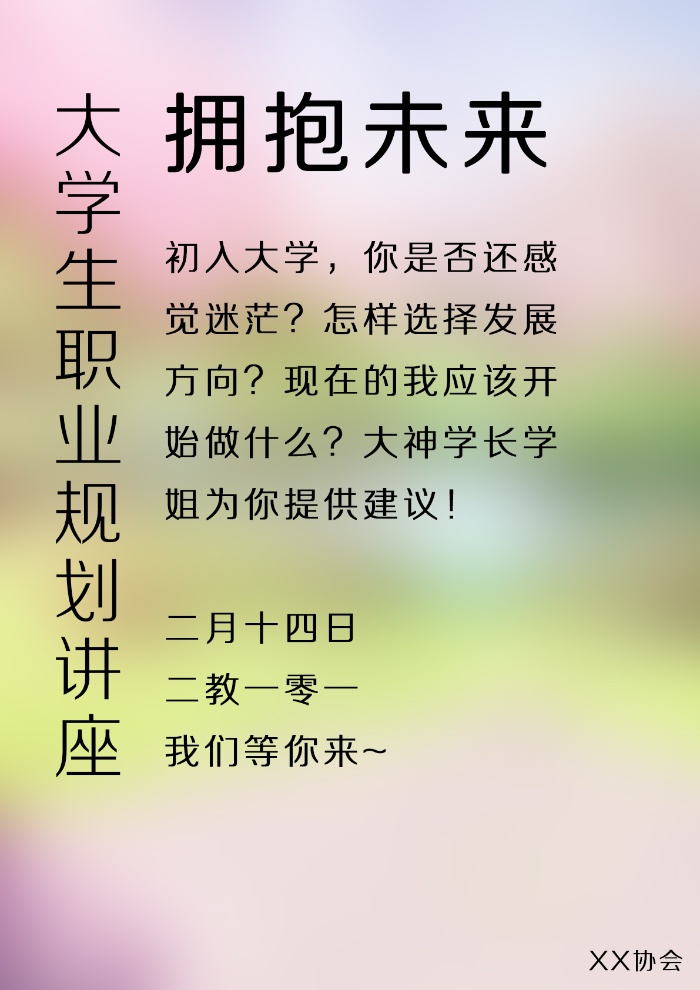 大学生职业规划讲座
拥抱未来
初入大学，你是否还感
觉迷茫？怎样选择发展
方向？现在的我应该开
始做什么？大神学长学
姐为你提供建议！
二月十四日
二教一零一
我们等你来~
XX协会